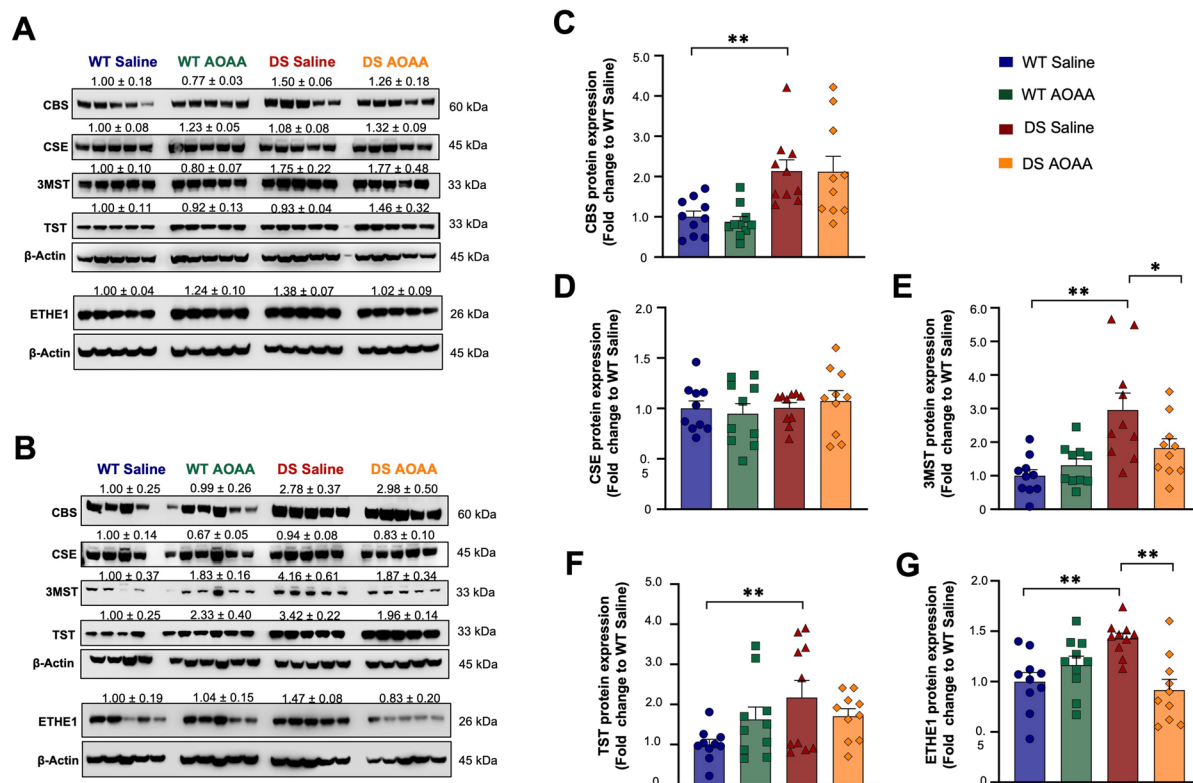 A
WT Saline WT AOAA DS Saline DS AOAA
1.00 ± 0.18 0.77 ± 0.03 1.50 ± 0.06 1.26 ± 0.18
CBS 60 kDa
1.00 ± 0.08 1.23 ± 0.05 1.08 ± 0.08 1.32 ± 0.09
CSE 45 kDa
1.00 ± 0.10 0.80 ± 0.07 1.75 ± 0.22 1.77 ± 0.48
3MST 33 kDa
1.00 ± 0.11 0.92 ± 0.13 0.93 ± 0.04 1.46 ± 0.32
TST 33 kDa
β-Actin 45 kDa
1.00 ± 0.04 1.24 ± 0.10 1.38 ± 0.07 1.02 ± 0.09
ETHE1 26 kDa
β-Actin 45 kDa
B
WT Saline WT AOAA DS Saline DS AOAA
1.00 ± 0.25 0.99 ± 0.26 2.78 ± 0.37 2.98 ± 0.50
CBS 60 kDa
1.00 ± 0.14 0.67 ± 0.05 0.94 ± 0.08 0.83 ± 0.10
CSE 45 kDa
1.00 ± 0.37 1.83 ± 0.16 4.16 ± 0.61 1.87 ± 0.34
3MST 33 kDa
1.00 ± 0.25 2.33 ± 0.40 3.42 ± 0.22 1.96 ± 0.14
TST 33 kDa
β-Actin 45 kDa
1.00 ± 0.19 1.04 ± 0.15 1.47 ± 0.08 0.83 ± 0.20
ETHE1 26 kDa
β-Actin 45 kDa
C
CBS protein expression
(Fold change to WT Saline)
5.0
4.0
3.0
2.0
1.0
0
**
WT Saline
WT AOAA
DS Saline
DS AOAA
D
CSE protein expression
(Fold change to WT Saline)
2.0
1.5
1.0
0.
5
0
E
3MST protein expression
(Fold change to WT Saline)
6.0
5.0
4.0
3.0
2.0
1.0
0
**
*
F
TST protein expression
(Fold change to WT Saline)
5.0
4.0
3.0
2.0
1.0
0
**
G
ETHE1 protein expression
(Fold change to WT Saline)
2.0
1.5
1.0
0.
5
0
**
**